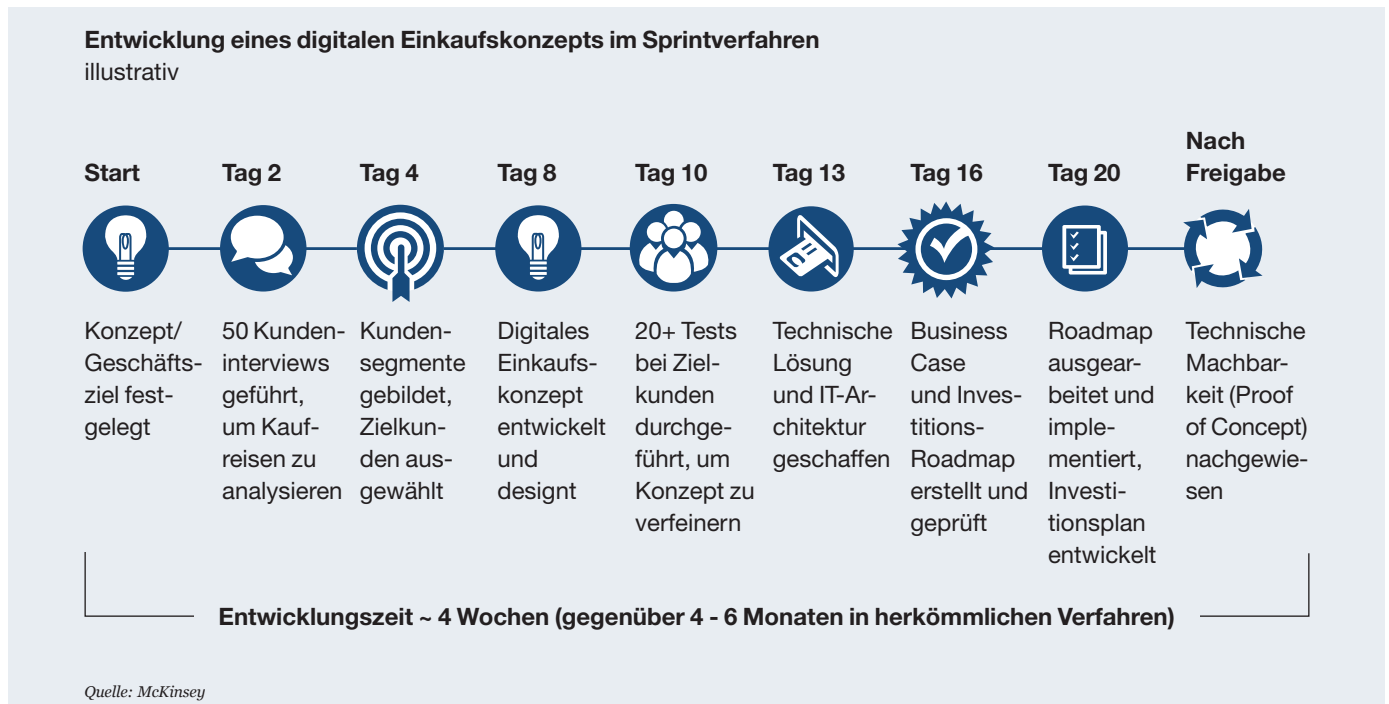 Entwicklung eines digitalen Einkaufskonzepts im Sprintverfahren
illustrativ
Start
Konzept/
Geschäfts-
ziel fest-
gelegt
Tag 2
50 Kunden-
interviews
geführt,
um Kauf-
reisen zu
analysieren
Tag 4
Kunden-
segmente
gebildet,
Zielkun-
den aus-
gewählt
Tag 8
Digitales
Einkaufs-
konzept
entwickelt
und
designt
Tag 10
20+ Tests
bei Ziel-
kunden
durchge-
führt, um
Konzept zu
verfeinern
Tag 13
Technische
Lösung
und IT-Ar-
chitektur
geschaffen
Tag 16
Business
Case
und Inves-
titions-
Roadmap
erstellt und
geprüft
Tag 20
Roadmap
ausgear-
beitet und
imple-
mentiert,
Investi-
tionsplan
entwickelt
Nach
Freigabe
Technische
Machbar-
keit (Proof
of Concept)
nachgewie-
sen
Entwicklungszeit ~ 4 Wochen (gegenüber 4 - 6 Monaten in herkömmlichen Verfahren)
Quelle: McKinsey